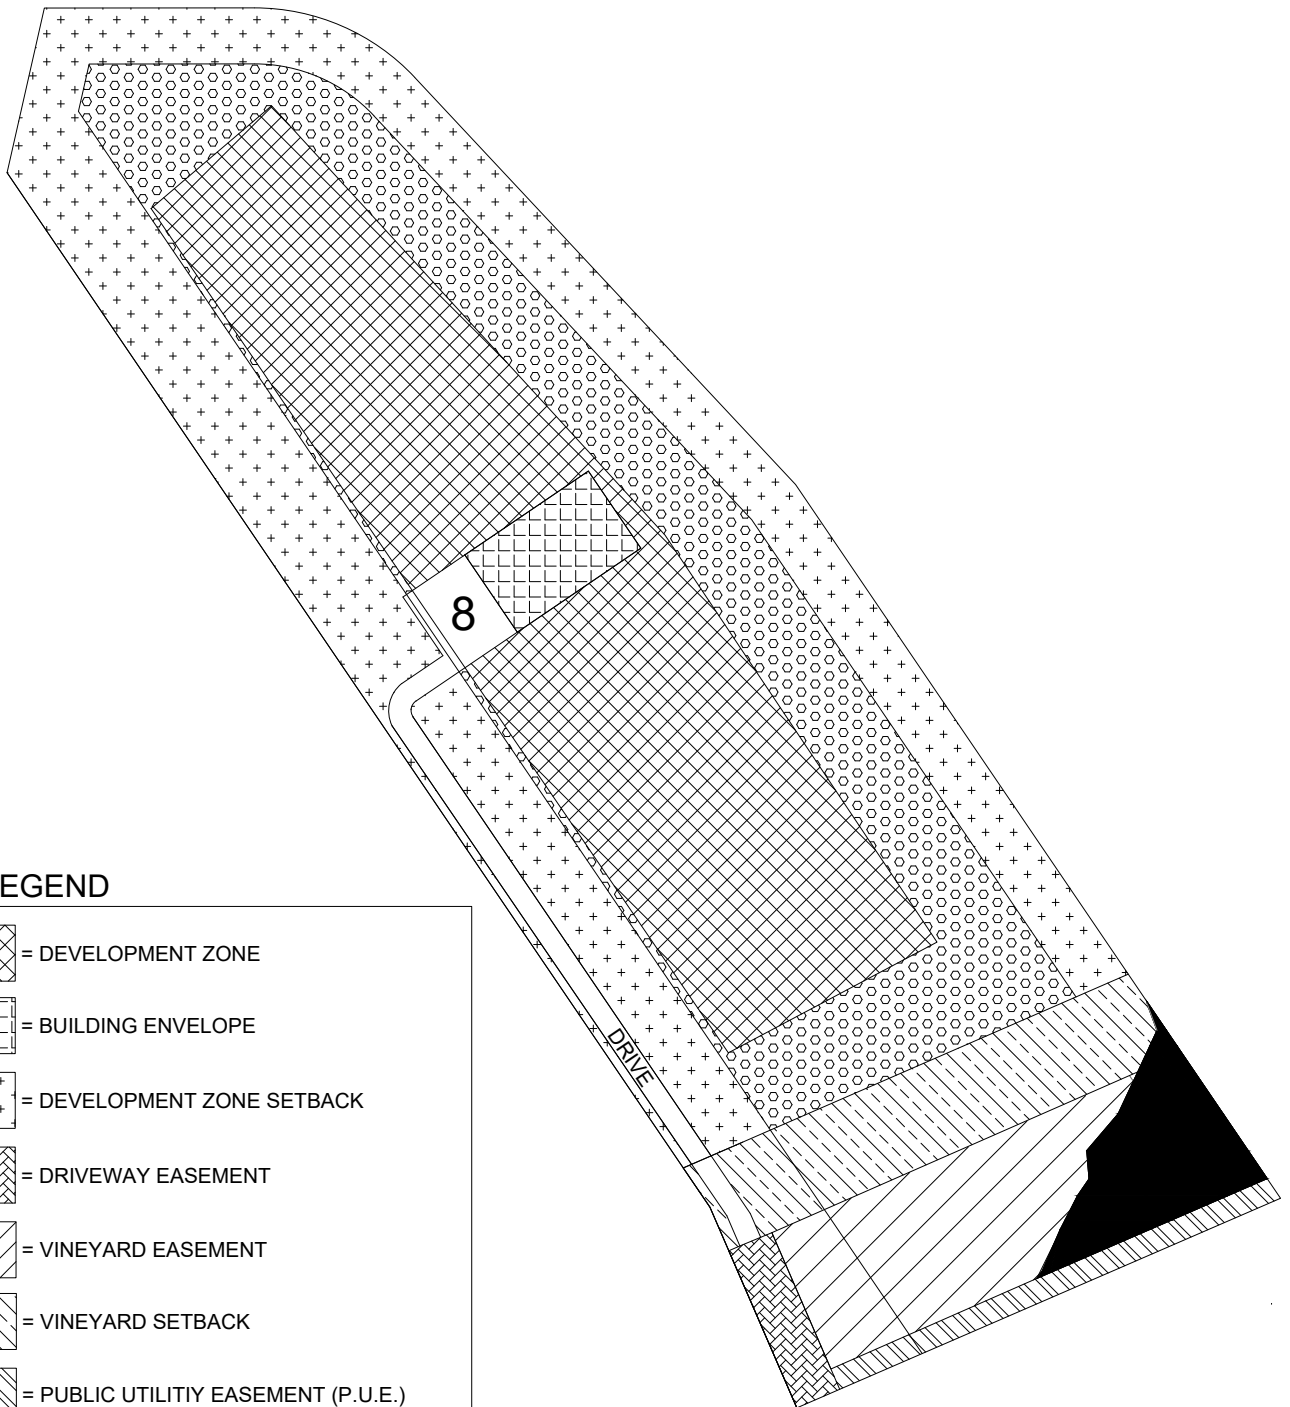 8
DRIVE
EGEND
= DEVELOPMENT ZONE
= BUILDING ENVELOPE
= DEVELOPMENT ZONE SETBACK
= DRIVEWAY EASEMENT
= VINEYARD EASEMENT
= VINEYARD SETBACK
= PUBLIC UTILITIY EASEMENT (P.U.E.)